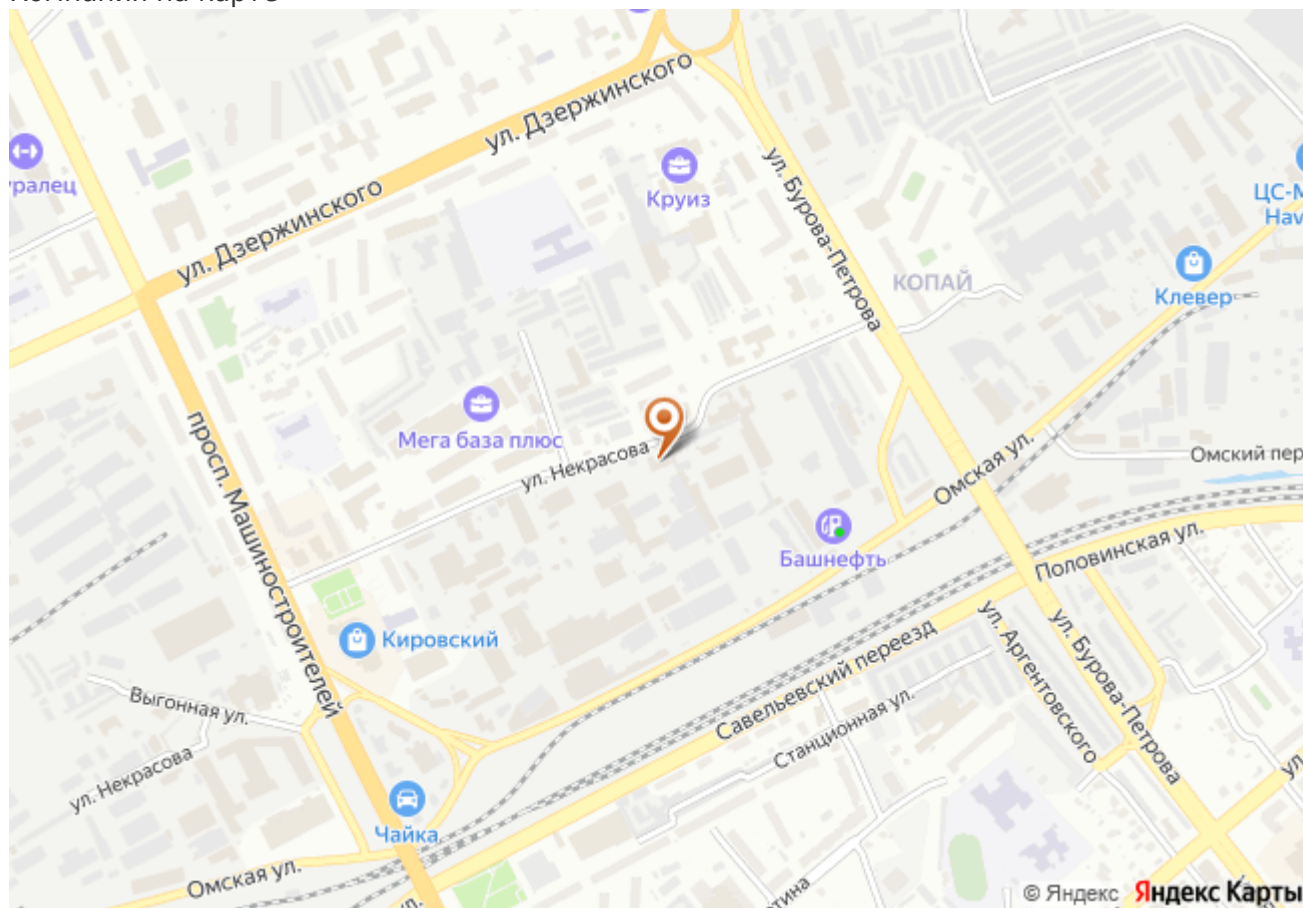 ул. Дзержинского
Круиз
ул. Бурова-Петрова
ул. Дзержинского
КОПАЙ
Клевер
Мега база плюс
ул. Некрасова
просп. Машиностроителей
Омская ул.
Омский пер
Башнефть
Половинская ул.
Кировский
Савельевский переезд
ул. Аргентовского
ул. Бурова-Петрова
Выгонная ул.
Станционная ул.
ул. Некрасова
Чайка
Омская ул.
© Яндекс Яндекс Карты